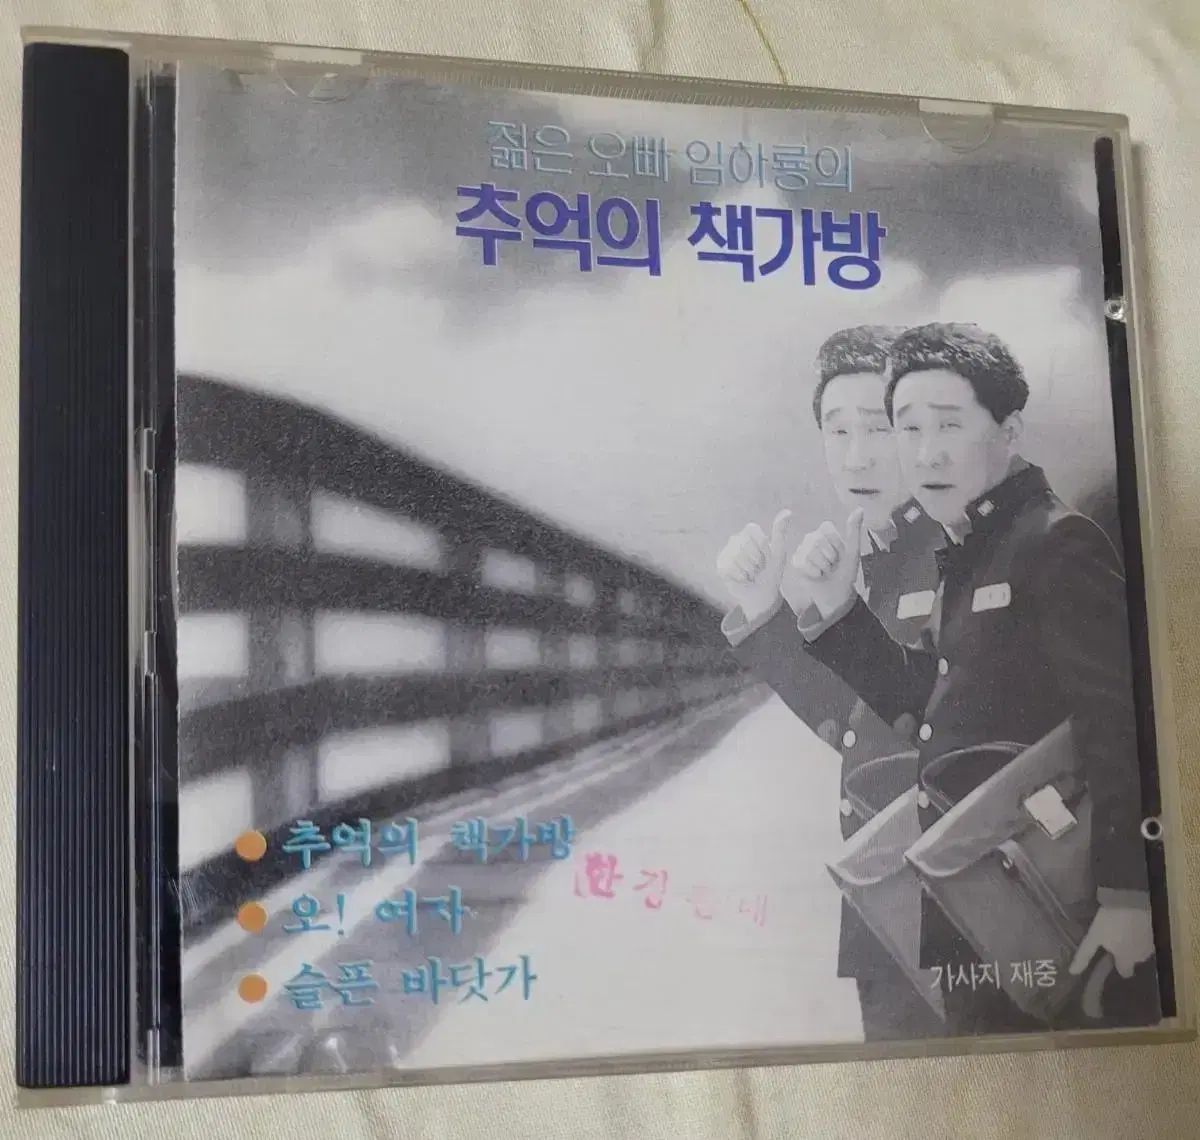 젊은 오빠 임하룡의
추억의 책가방
추억의 책가방
오! 여자
슬픈 바닷가
가사지 재중